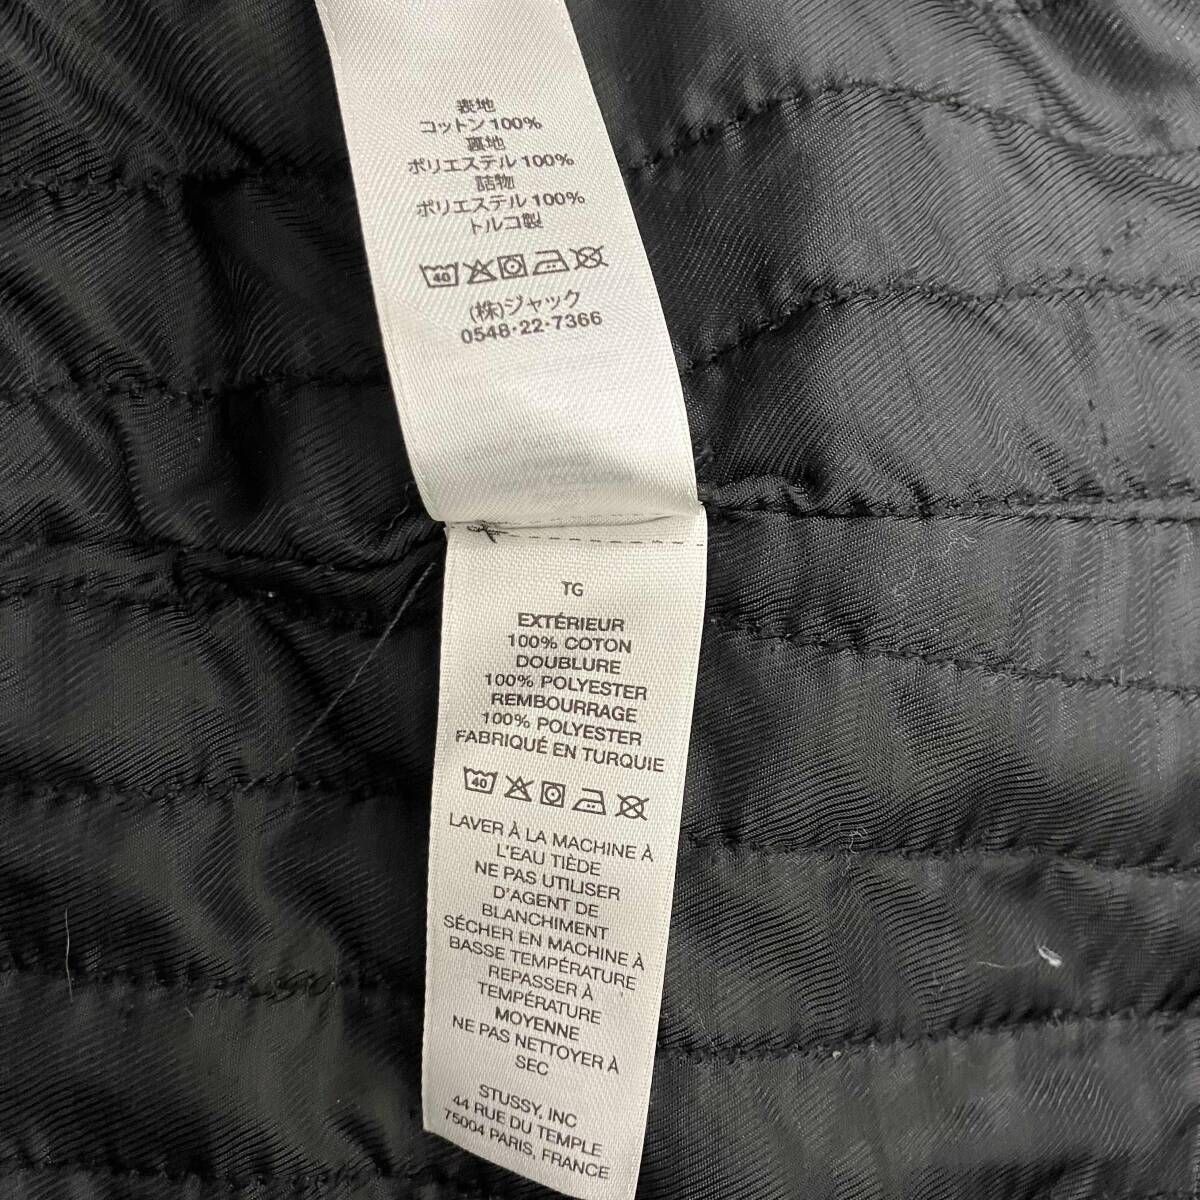 表地
コットン100%
裏地
ポリエステル100%
詰物
ポリエステル100%
トルコ製
40
(株)ジャック
0548·22·7366
TG
EXTÉRIEUR
100% COTON
DOUBLURE
100% POLYESTER
REMBOURRAGE
100% POLYESTER
FABRIQUÉ EN TURQUIE
40
LAVER À LA MACHINE À
L'EAU TIÈDE
NE PAS UTILISER
D'AGENT DE
BLANCHIMENT
SÉCHER EN MACHINE À
BASSE TEMPÉRATURE
REPASSER À
TEMPÉRATURE
MOYENNE
NE PAS NETTOYER À
SEC
STUSSY, INC
44 RUE DU TEMPLE
75004 PARIS, FRANCE